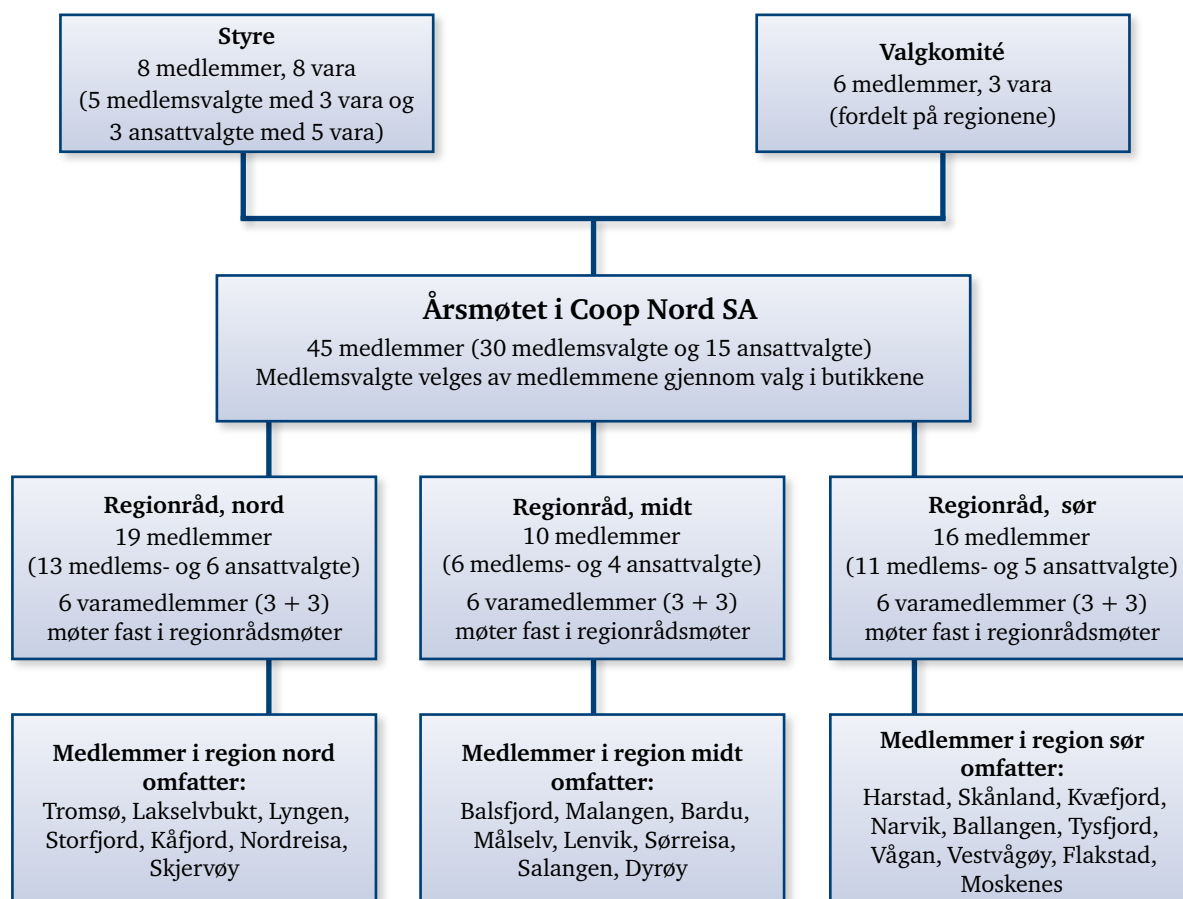 Styre
8 medlemmer, 8 vara
(5 medlemsvalgte med 3 vara og
3 ansattvalgte med 5 vara)
Valgkomité
6 medlemmer, 3 vara
(fordelt på regionene)
Årsmøtet i Coop Nord SA
45 medlemmer (30 medlemsvalgte og 15 ansattvalgte)
Medlemsvalgte velges av medlemmene gjennom valg i butikkene
Regionråd, nord
19 medlemmer
(13 medlems- og 6 ansattvalgte)
6 varamedlemmer (3 + 3)
møter fast i regionrådsmøter
Regionråd, midt
10 medlemmer
(6 medlems- og 4 ansattvalgte)
6 varamedlemmer (3 + 3)
møter fast i regionrådsmøter
Regionråd, sør
16 medlemmer
(11 medlems- og 5 ansattvalgte)
6 varamedlemmer (3 + 3)
møter fast i regionrådsmøter
Medlemmer i region nord
omfatter:
Tromsø, Lakselvbukt, Lyngen,
Storfjord, Kåfjord, Nordreisa,
Skjervøy
Medlemmer i region midt
omfatter:
Balsfjord, Malangen, Bardu,
Målselv, Lenvik, Sørreisa,
Salangen, Dyrøy
Medlemmer i region sør
omfatter:
Harstad, Skånland, Kvæfjord,
Narvik, Ballangen, Tysfjord,
Vågan, Vestvågøy, Flakstad,
Moskenes